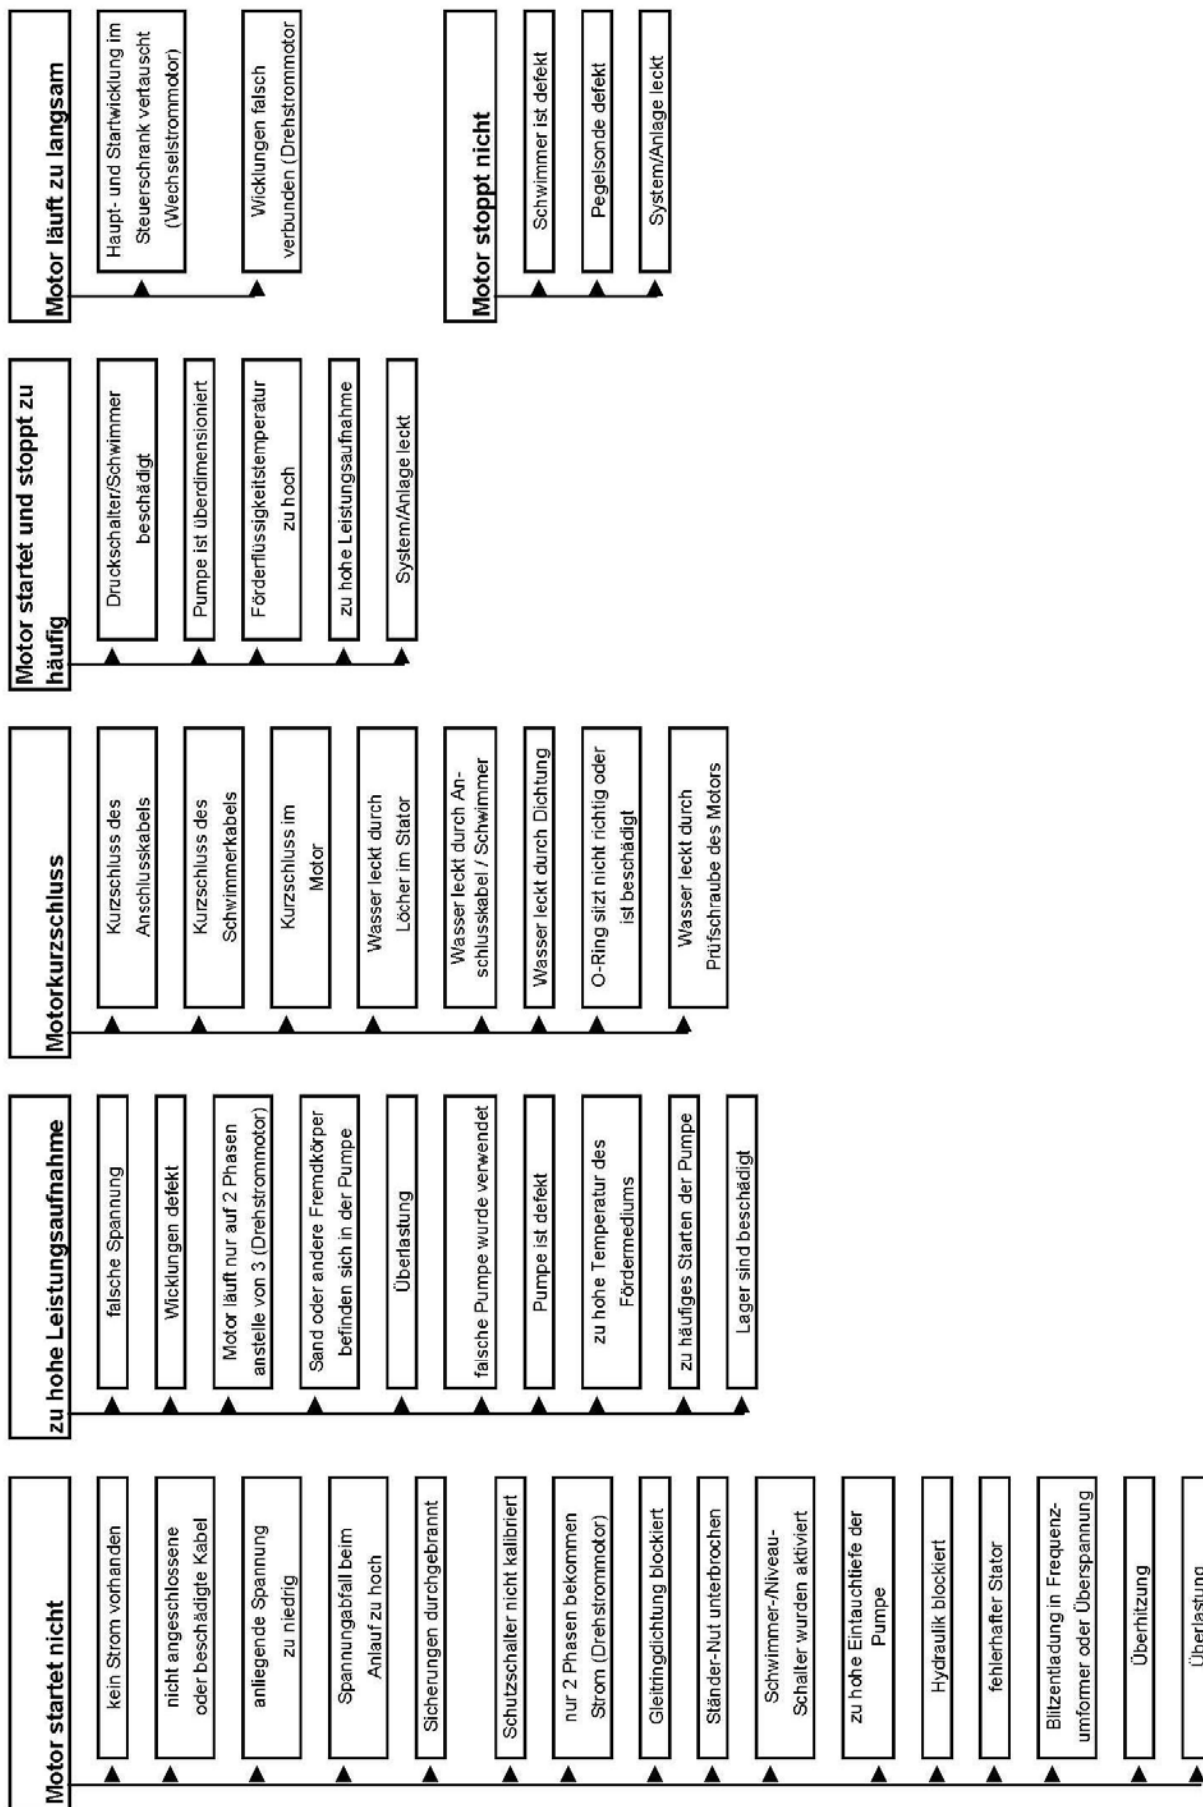 Motor startet nicht
kein Strom vorhanden
nicht angeschlossene
oder beschädigte Kabel
anliegende Spannung
zu niedrig
Spannungabfall beim
Anlauf zu hoch
Sicherungen durchgebrannt
Schutzschalter nicht kalibriert
nur 2 Phasen bekommen
Strom (Drehstrommotor)
Gleitringdichtung blockiert
Ständer-Nut unterbrochen
Schwimmer-/Niveau-
Schalter wurden aktiviert
zu hohe Eintauchtiefe der
Pumpe
Hydraulik blockiert
fehlerhafter Stator
Blitzentladung in Frequenz-
umformer oder Überspannung
Überhitzung
Überlastung
zu hohe Leistungsaufnahme
falsche Spannung
Wicklungen defekt
Motor läuft nur auf 2 Phasen
anstelle von 3 (Drehstrommotor)
Sand oder andere Fremdkörper
befinden sich in der Pumpe
Überlastung
falsche Pumpe wurde verwendet
Pumpe ist defekt
zu hohe Temperatur des
Fördermediums
zu häufiges Starten der Pumpe
Lager sind beschädigt
Motorkurzschluss
Kurzschluss des
Anschlusskabels
Kurzschluss des
Schwimmerkabels
Kurzschluss im
Motor
Wasser leckt durch
Löcher im Stator
Wasser leckt durch An-
schlusskabel / Schwimmer
Wasser leckt durch Dichtung
O-Ring sitzt nicht richtig oder
ist beschädigt
Wasser leckt durch
Prüfschraube des Motors
Motor startet und stoppt zu
häufig
Druckschalter/Schwimmer
beschädigt
Pumpe ist überdimensioniert
Förderflüssigkeitstemperatur
zu hoch
zu hohe Leistungsaufnahme
System/Anlage leckt
Motor läuft zu langsam
Haupt- und Startwicklung im
Steuerschrank vertauscht
(Wechselstrommotor)
Wicklungen falsch
verbunden (Drehstrommotor
Motor stoppt nicht
Schwimmer ist defekt
Pegelsonde defekt
System/Anlage leckt